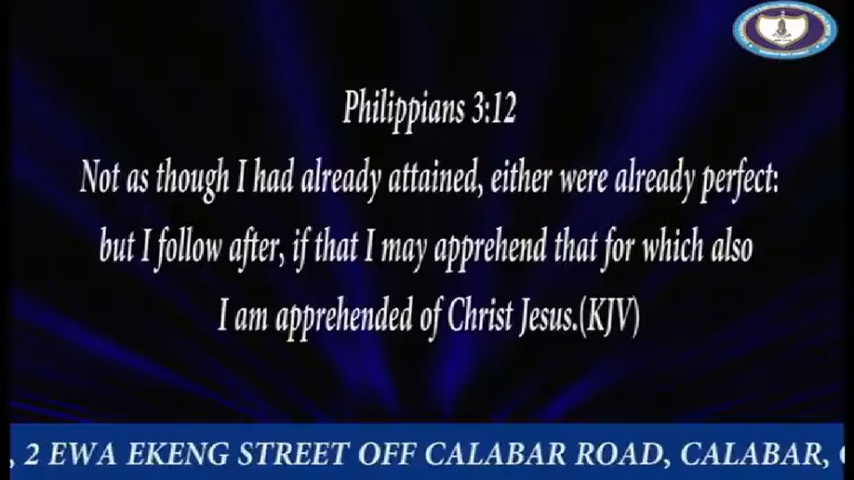 Philippians 3:12
Not as though I had already attained, either were already perfect:
but I follow after, if that I may apprehend that for which also
I am apprehended of Christ Jesus.(KJV)
, 2 EWA EKENG STREET OFF CALABAR ROAD, CALABAR,